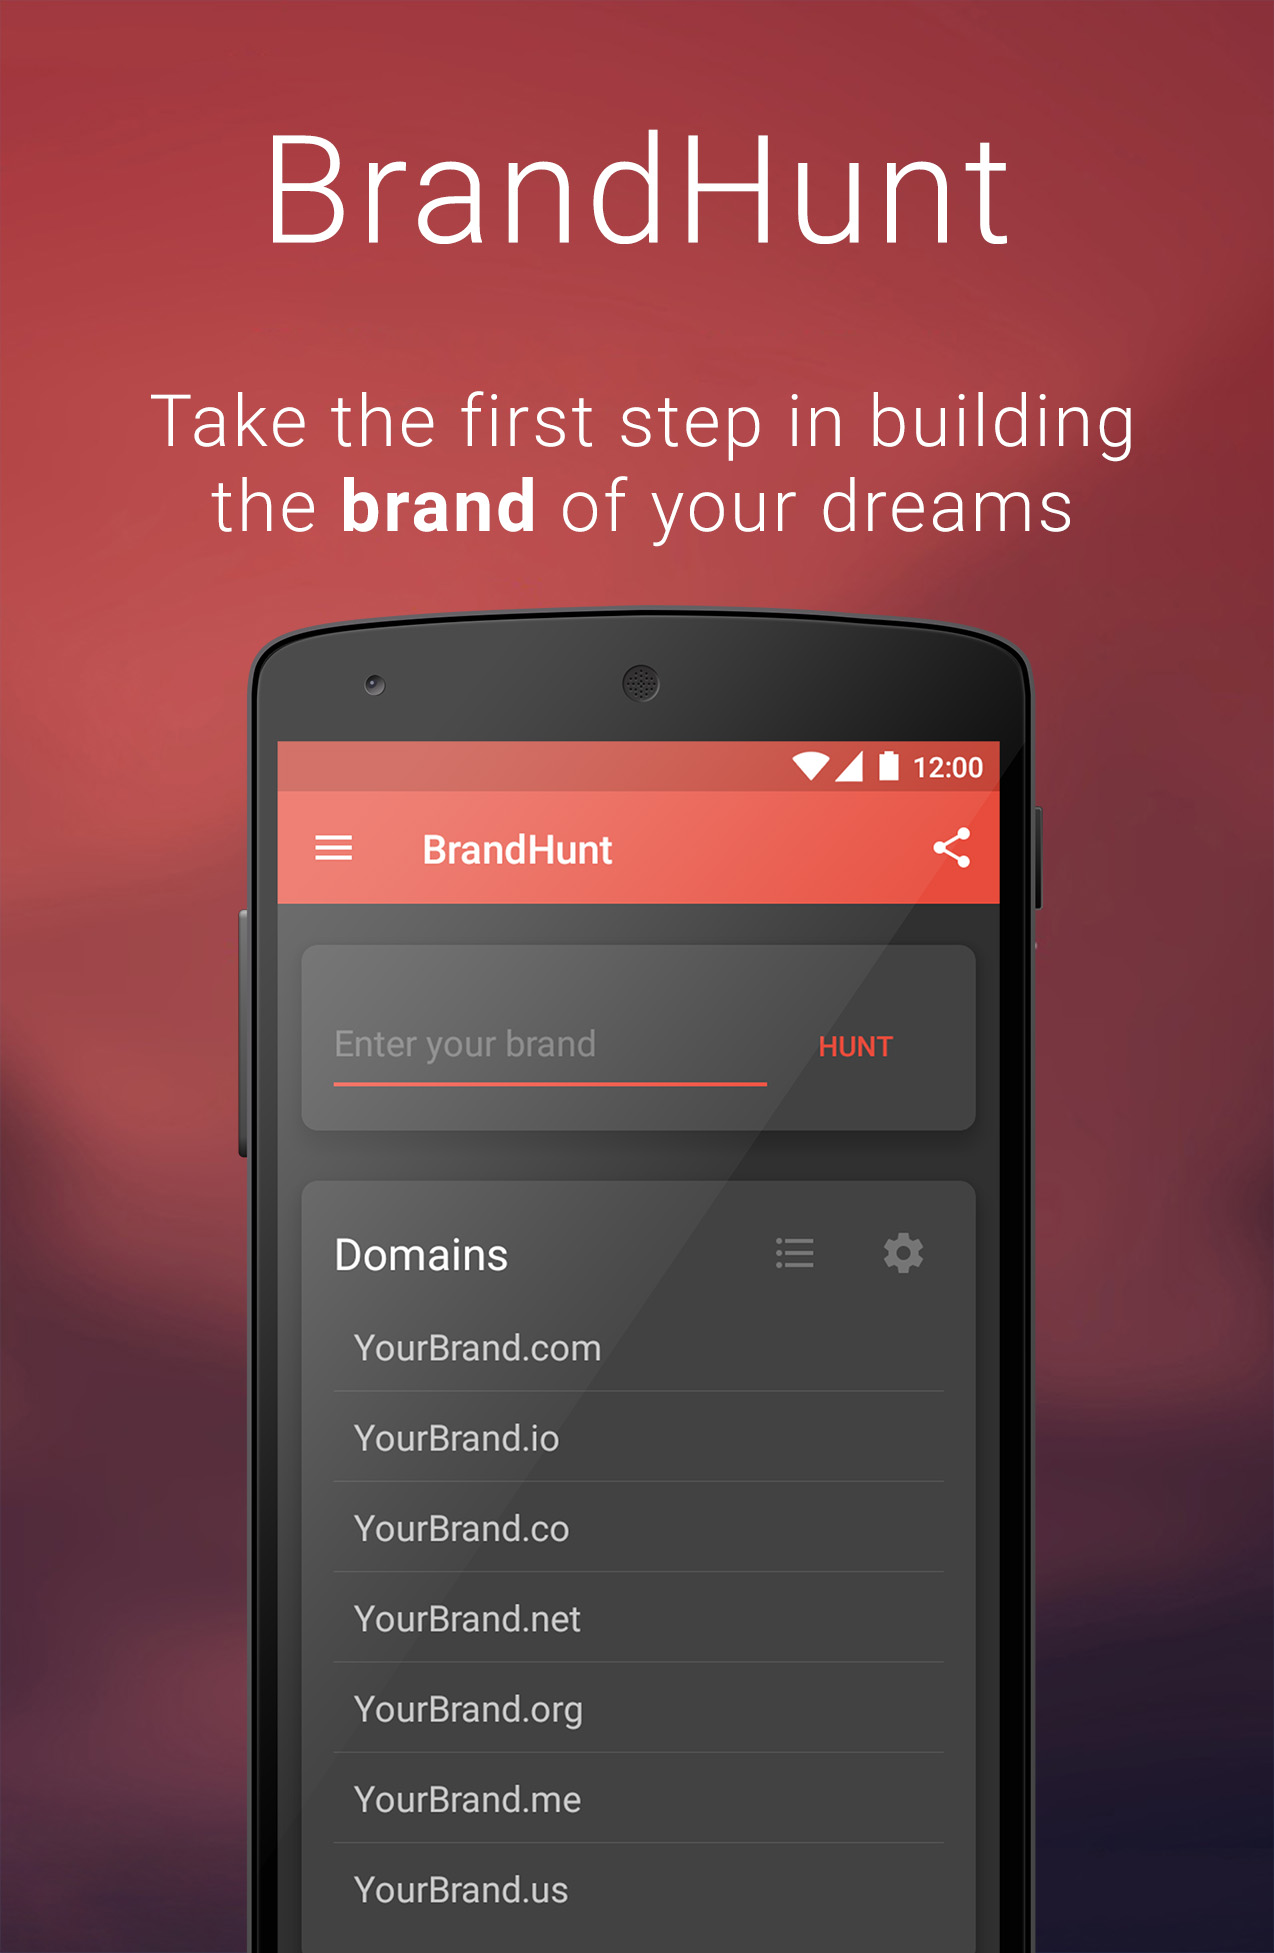 BrandHunt
Take the first step in building
the brand of your dreams
12:00
BrandHunt
Enter your brand
HUNT
Domains
YourBrand.com
YourBrand.io
YourBrand.co
YourBrand.net
YourBrand.org
YourBrand.me
YourBrand.us